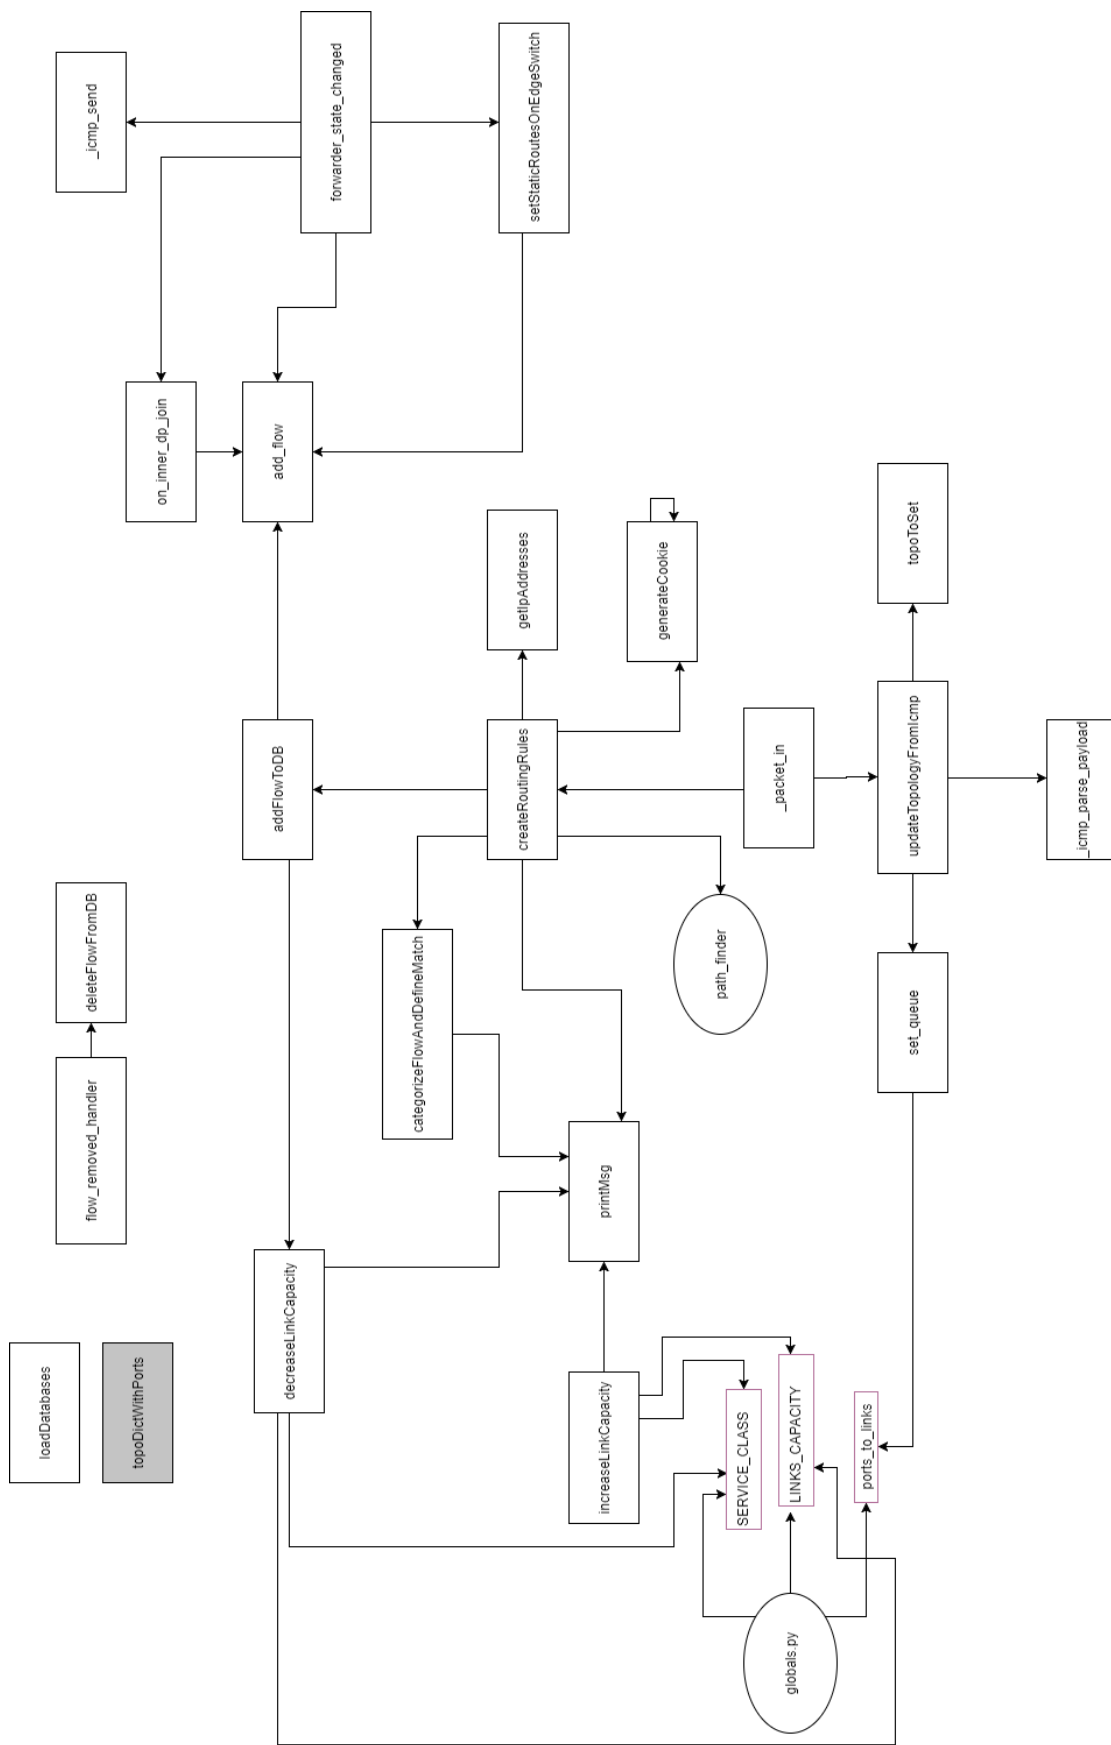 loadDatabases
topoDictWithPorts
flow_removed_handler
deleteFlowFromDB
_icmp_send
on_inner_dp_join
forwarder_state_changed
decreaseLinkCapacity
addFlowToDB
add_flow
setStaticRoutesOnEdgeSwitch
categorizeFlowAndDefineMatch
createRoutingRules
getIpAddresses
increaseLinkCapacity
printMsg
generateCookie
path_finder
_packet_in
SERVICE_CLASS
LINKS_CAPACITY
globals.py
ports_to_links
set_queue
updateTopologyFromIcmp
topoToSet
_icmp_parse_payload